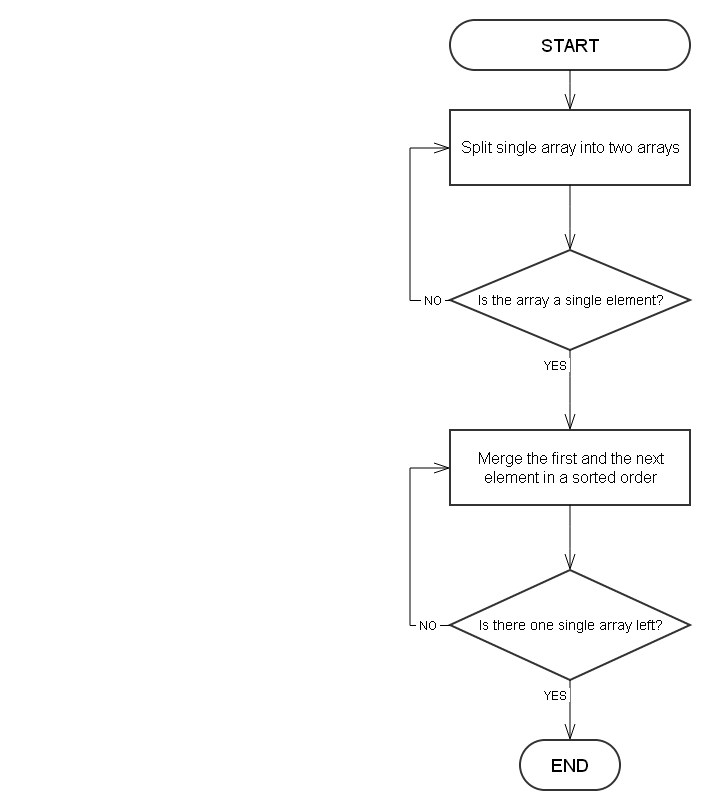 START
Split single array into two arrays
Is the array a single element?
NO
YES
Merge the first and the next
element in a sorted order
Is there one single array left?
NO
YES
END